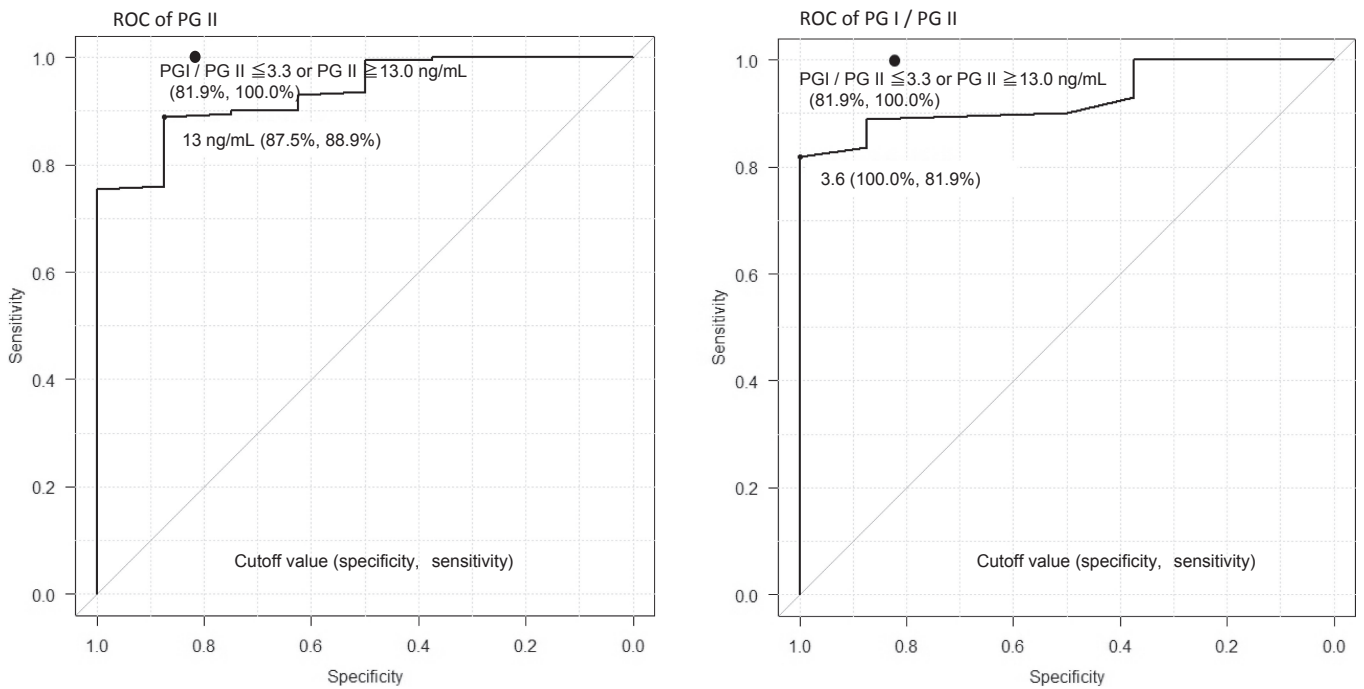 ROC of PG II
1.0
0.8
0.6
0.4
0.2
0.0
Sensitivity
PGI / PG II ≦3.3 or PG II ≧13.0 ng/mL
(81.9%, 100.0%)
13 ng/mL (87.5%, 88.9%)
Cutoff value (specificity, sensitivity)
1.0 0.8 0.6 0.4 0.2 0.0
Specificity
ROC of PG I / PG II
1.0
0.8
0.6
0.4
0.2
0.0
Sensitivity
PGI / PG II ≦3.3 or PG II ≧13.0 ng/mL
(81.9%, 100.0%)
3.6 (100.0%, 81.9%)
Cutoff value (specificity, sensitivity)
1.0 0.8 0.6 0.4 0.2 0.0
Specificity